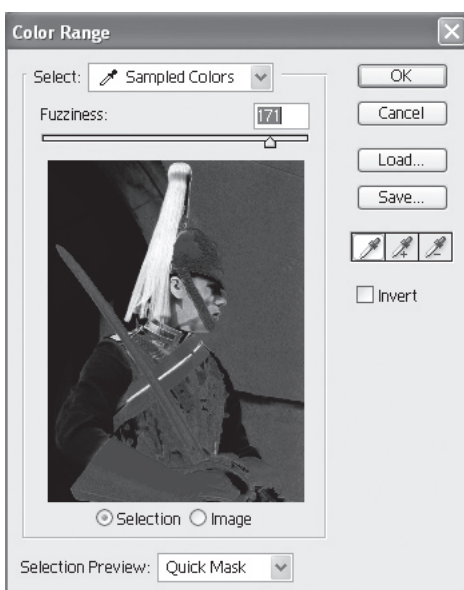 Color Range
Select: Sampled Colors
OK
Fuzziness: 171
Cancel
Load...
Save...
Invert
Selection Image
Selection Preview: Quick Mask